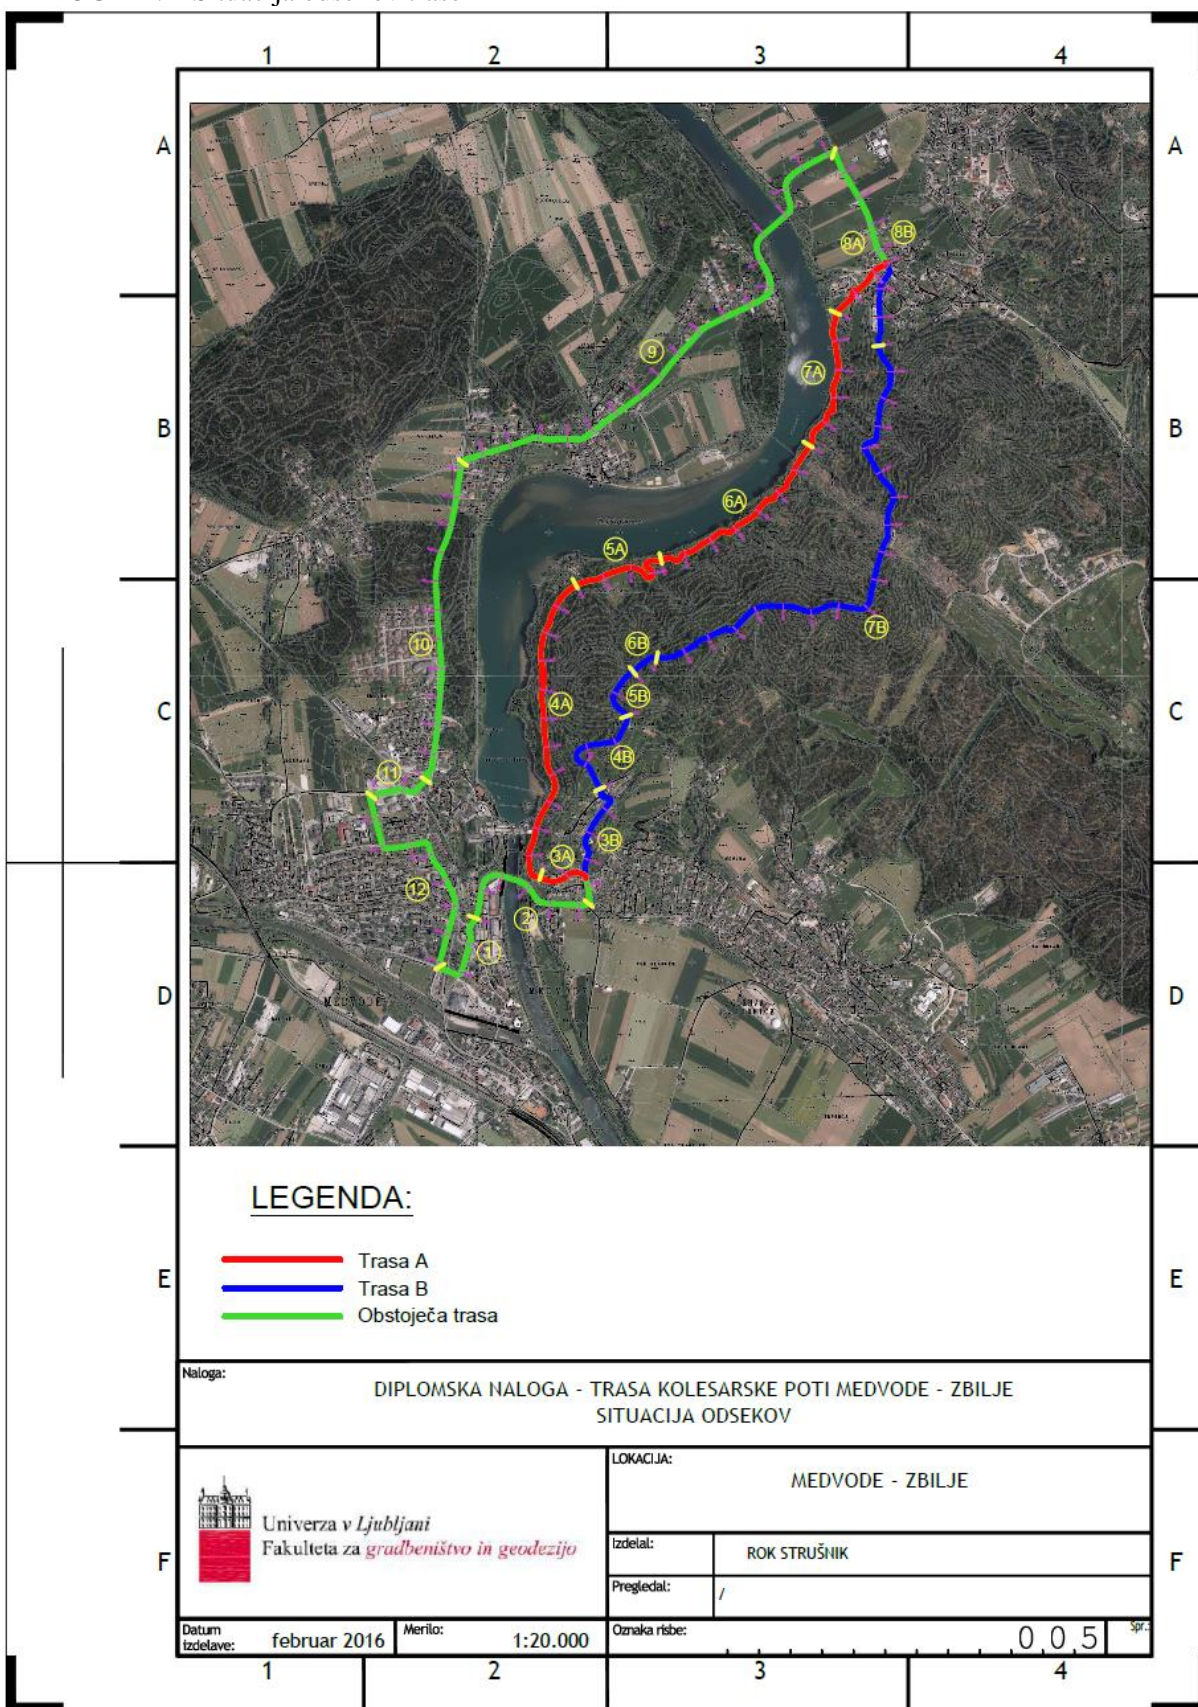 1 2 3 4
A A
8B
8A
9
7A
B B
6A
5A
10
6B
7B
5B
4A
C C
4B
11
3B
3A
12
2
1
MEDVODE
D D
LEGENDA:
Trasa A
E E
Trasa B
Obstoječa trasa
Naloga:
DIPLOMSKA NALOGA - TRASA KOLESARSKE POTI MEDVODE - ZBILJE
SITUACIJA ODSEKOV
LOKACIJA:
MEDVODE - ZBILJE
Univerza v Ljubljani
Fakulteta za gradbeništvo in geodezijo
Izdelal: ROK STRUŠNIK
F F
Pregledal: /
Datum izdelave: februar 2016 Merilo: 1:20.000 Oznaka risbe: 005 Spr.:
1 2 3 4